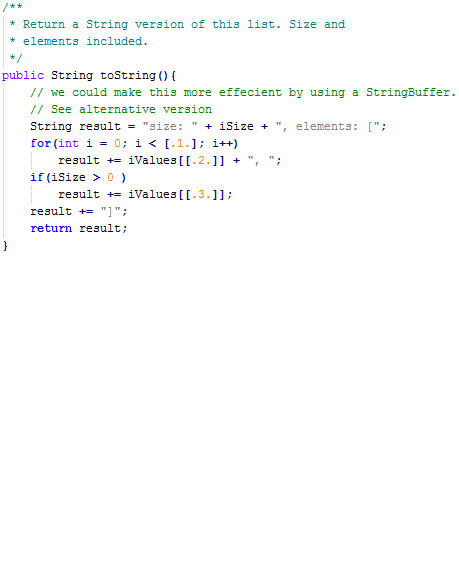 /**
 * Return a String version of this list. Size and
 * elements included.
 */
public String toString(){
    // we could make this more effecient by using a StringBuffer.
    // See alternative version
    String result = "size: " + iSize + ", elements: [";
    for(int i = 0; i < [.1.]; i++)
        result += iValues[[.2.]] + ", ";
    if(iSize > 0 )
        result += iValues[[.3.]];
    result += "]";
    return result;
}